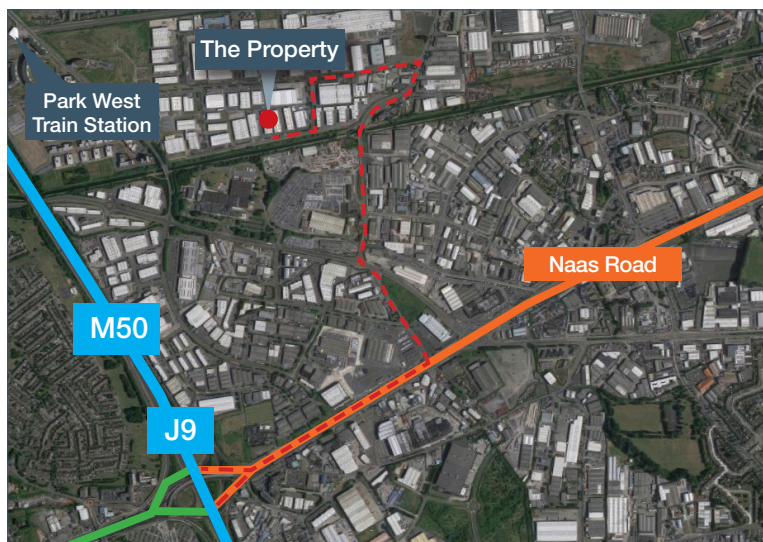 The Property
Park West
Train Station
Naas Road
M50
J9